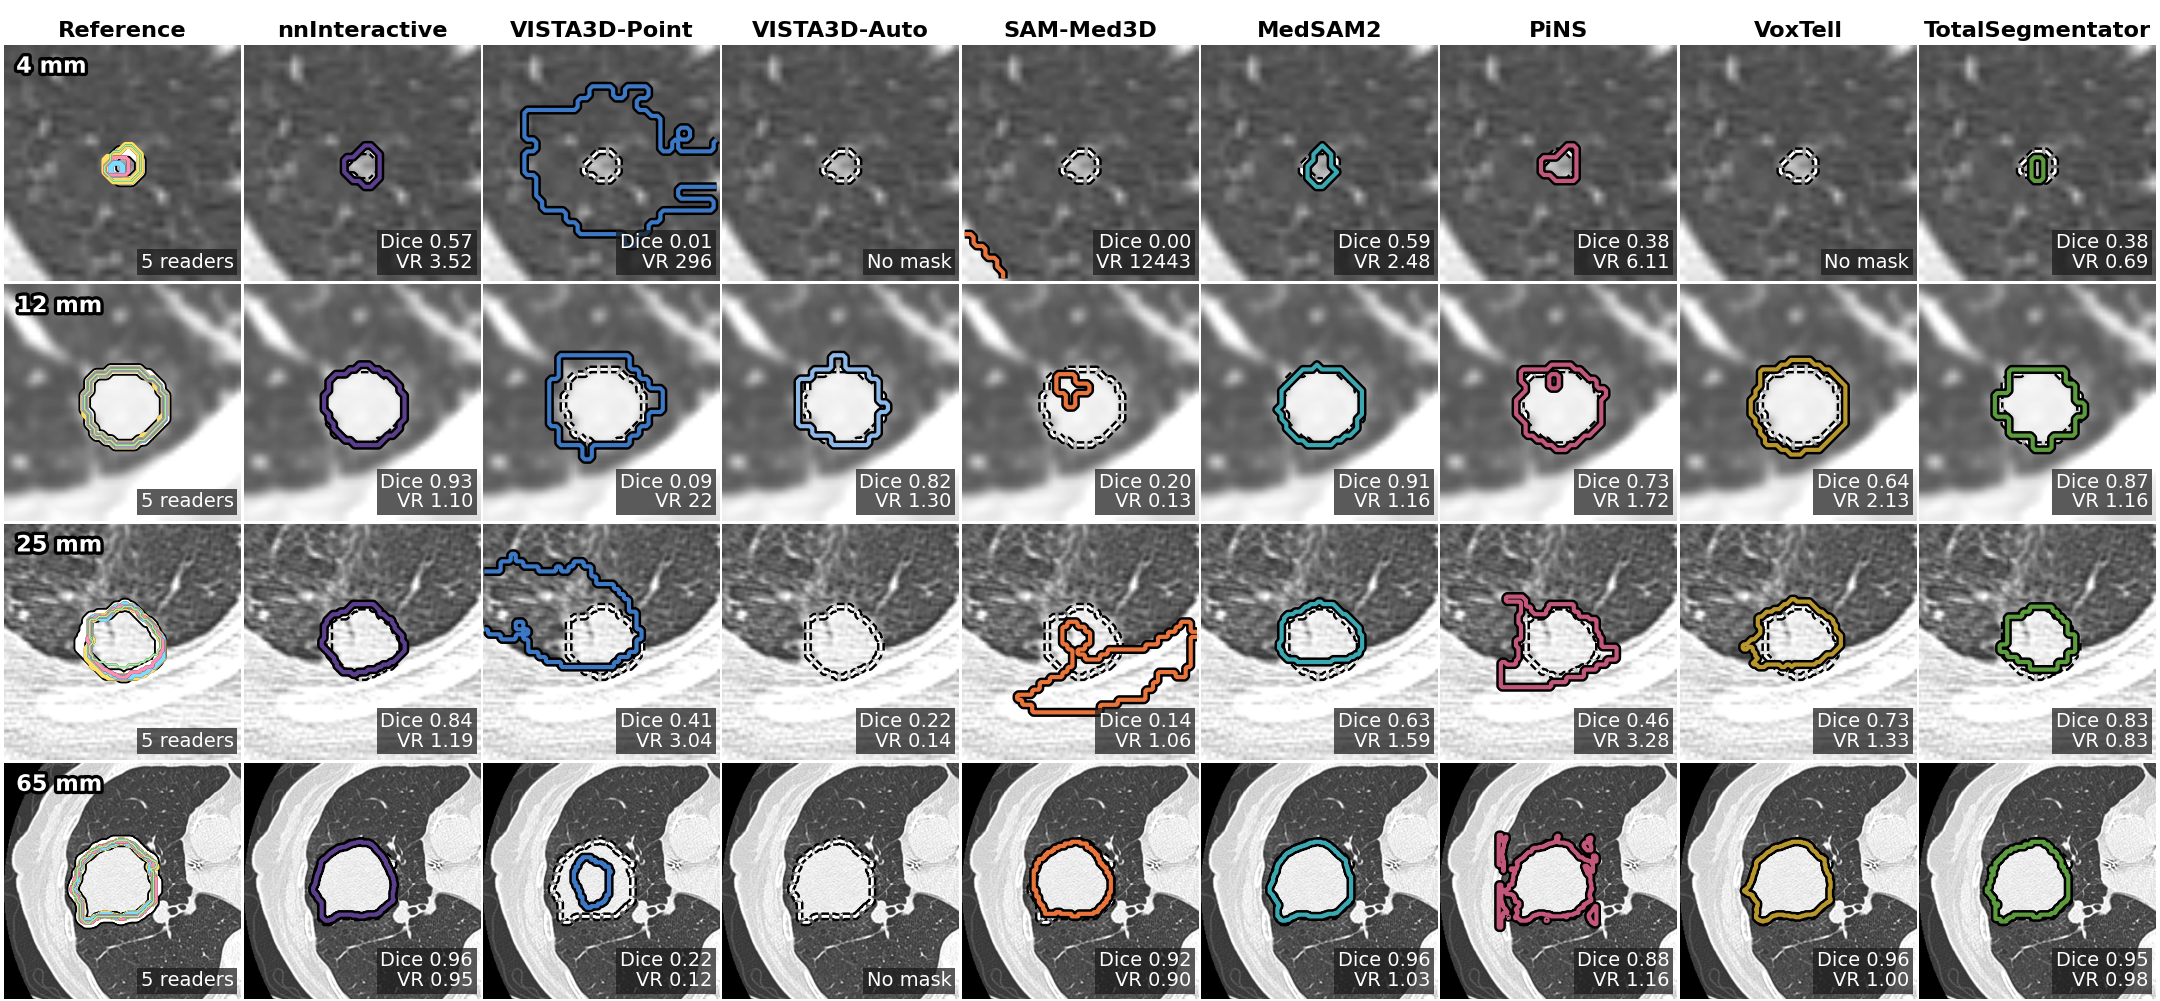 Reference nnInteractive VISTA3D-Point VISTA3D-Auto SAM-Med3D MedSAM2 PiNS VoxTell TotalSegmentator
4 mm
5 readers
Dice 0.57
VR 3.52
Dice 0.01
VR 296
No mask
Dice 0.00
VR 12443
Dice 0.59
VR 2.48
Dice 0.38
VR 6.11
No mask
Dice 0.38
VR 0.69
12 mm
5 readers
Dice 0.93
VR 1.10
Dice 0.09
VR 22
Dice 0.82
VR 1.30
Dice 0.20
VR 0.13
Dice 0.91
VR 1.16
Dice 0.73
VR 1.72
Dice 0.64
VR 2.13
Dice 0.87
VR 1.16
25 mm
5 readers
Dice 0.84
VR 1.19
Dice 0.41
VR 3.04
Dice 0.22
VR 0.14
Dice 0.14
VR 1.06
Dice 0.63
VR 1.59
Dice 0.46
VR 3.28
Dice 0.73
VR 1.33
Dice 0.83
VR 0.83
65 mm
5 readers
Dice 0.96
VR 0.95
Dice 0.22
VR 0.12
No mask
Dice 0.92
VR 0.90
Dice 0.96
VR 1.03
Dice 0.88
VR 1.16
Dice 0.96
VR 1.00
Dice 0.95
VR 0.98